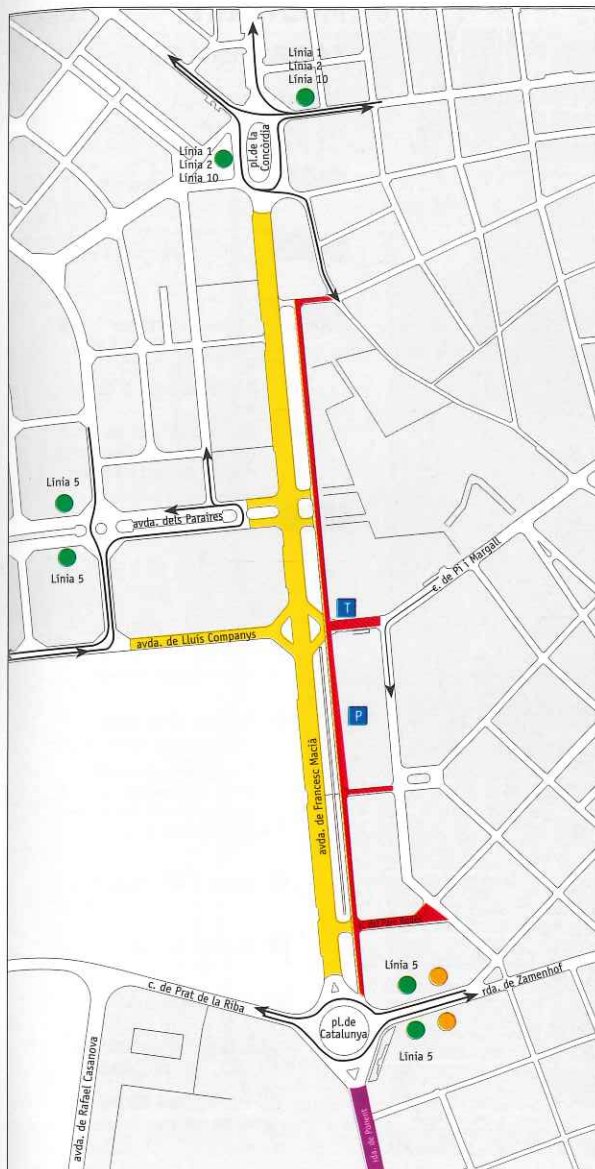 Línia 1
Línia 2
Línia 10
Línia 1
Línia 2
Línia 10
pl.de la
Concòrdia
Línia 5
avda. dels Paraires
Línia 5
c. de Pi i Margall
T
avda. de Lluís Companys
P
avda. de Francesc Macià
Línia 5
rda. de Zamenhof
c. de Prat de la Riba
pl.de
Catalunya
Línia 5
avda. de Rafael Casanova
rda. de Ponent